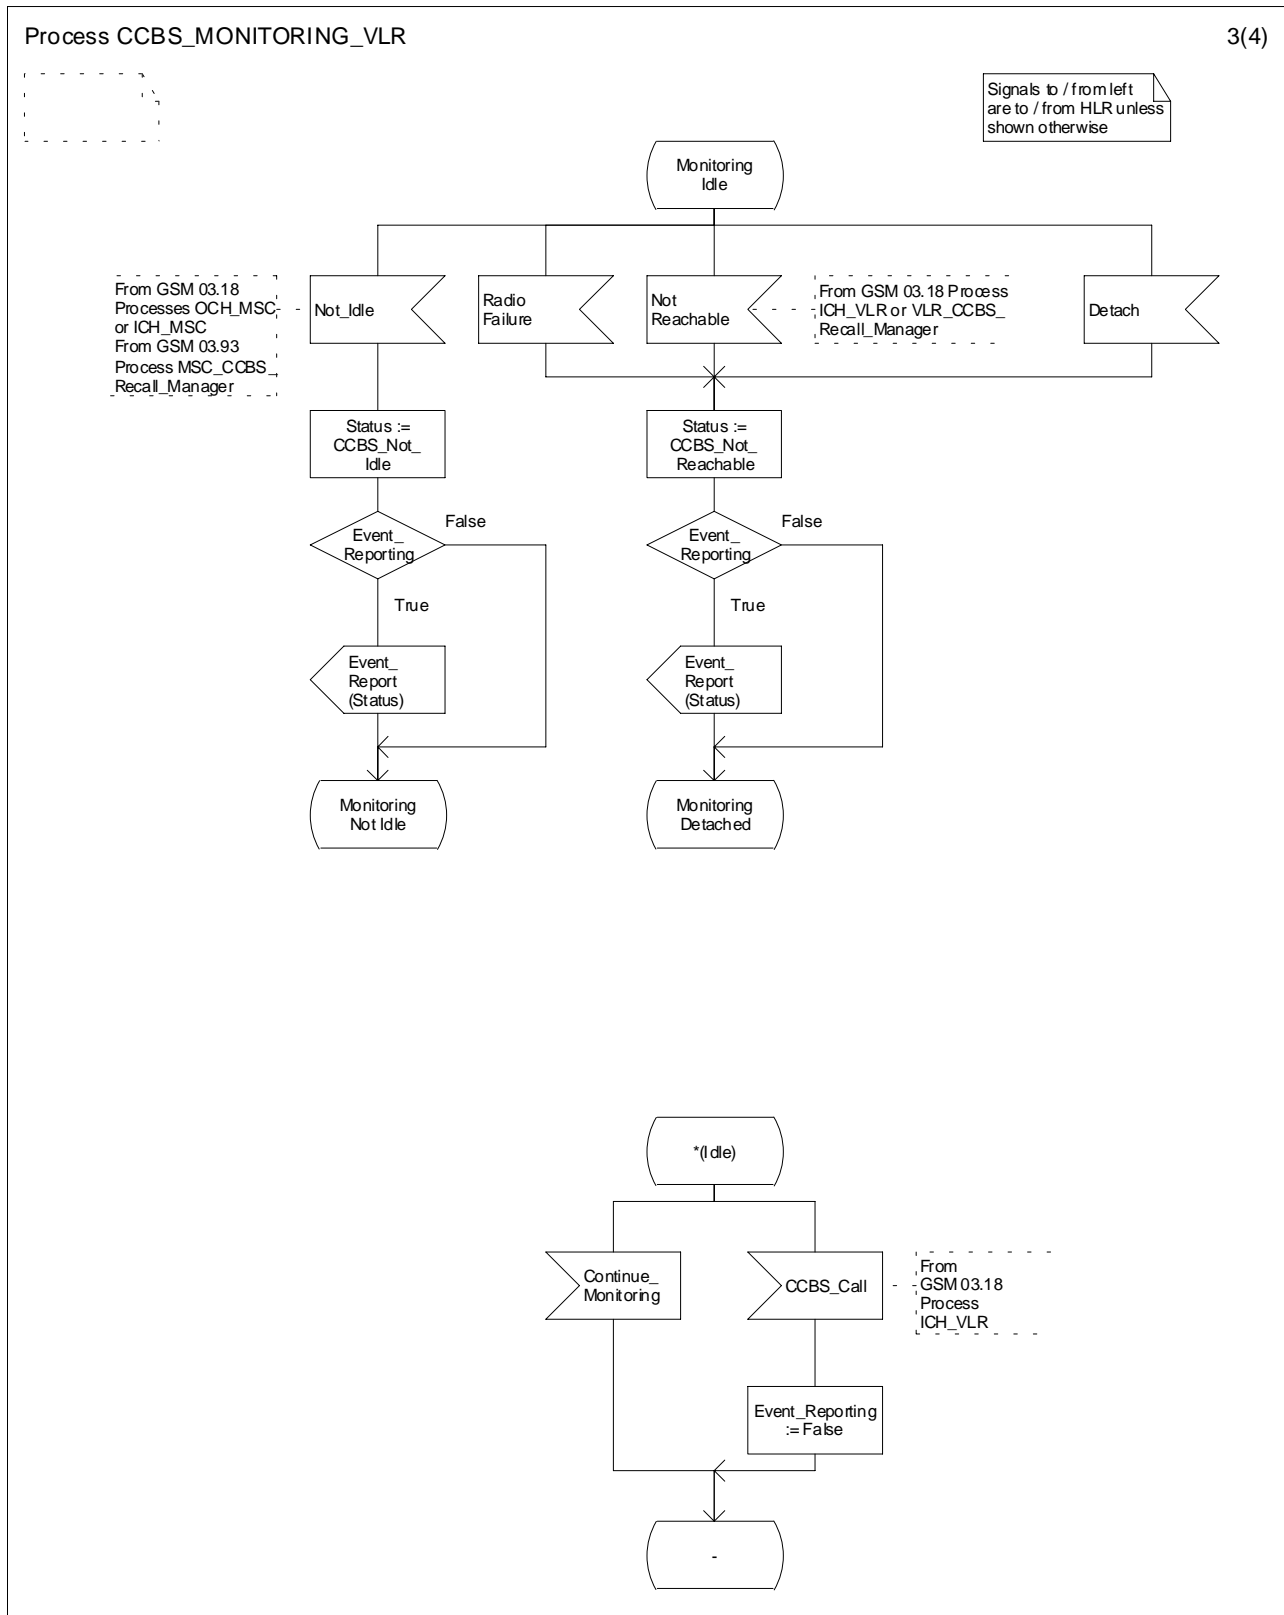 Process CCBS_MONITORING_VLR
3(4)
Signals to / from left
are to / from HLR unless
shown otherwise
Monitoring
Idle
From GSM 03.18
Processes OCH_MSC
or ICH_MSC
From GSM 03.93
Process MSC_CCBS_
Recall_Manager
Not_Idle
Radio
Failure
Not
Reachable
From GSM 03.18 Process
ICH_VLR or VLR_CCBS_
Recall_Manager
Detach
Status :=
CCBS_Not_
Idle
Status :=
CCBS_Not_
Reachable
Event_
Reporting
False
Event_
Reporting
False
True
True
Event_
Report
(Status)
Event_
Report
(Status)
Monitoring
Not Idle
Monitoring
Detached
*(Idle)
Continue_
Monitoring
CCBS_Call
From
GSM 03.18
Process
ICH_VLR
Event_Reporting
:= False
-